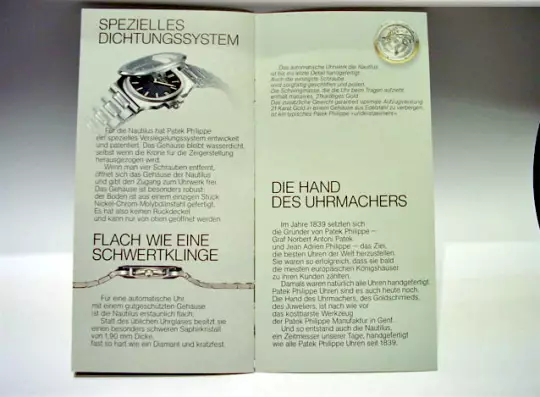 SPEZIELLES
DICHTUNGSSYSTEM
Für die Nautilus hat Patek Philippe
ein spezielles Versiegelungssystem entwickelt
und patentiert. Das Gehäuse bleibt wasserdicht,
selbst wenn die Krone für die Zeigerstellung
herausgezogen wird.
Wenn man vier Schrauben entfernt,
öffnet sich das Gehäuse der Nautilus
und gibt den Zugang zum Uhrwerk frei.
Das Gehäuse ist besonders robust:
der Boden ist aus einem einzigen Stück
Nickel-Chrom-Molybdänstahl gefertigt.
Es hat also keinen Rückdeckel
und kann nur von oben geöffnet werden.
FLACH WIE EINE
SCHWERTKLINGE
Für eine automatische Uhr
mit einem gutgeschützten Gehäuse
ist die Nautilus erstaunlich flach.
Statt des üblichen Uhrglases besitzt sie
einen besonders schweren Saphirkristall
von 1,90 mm Dicke,
fast so hart wie ein Diamant und kratzfest.
Das automatische Uhrwerk der Nautilus
ist bis ins letzte Detail handgefertigt.
Auch die winzigste Schraube
wird sorgfältig geschliffen und poliert.
Die Schwungmasse, die die Uhr beim Tragen aufzieht,
enthält massives, 21karätiges Gold.
Das zusätzliche Gewicht garantiert optimale Aufzugsleistung.
21 Karat Gold in einem Gehäuse aus Edelstahl zu verbergen,
ist ein typisches Patek Philippe
DIE HAND
DES UHRMACHERS
Im Jahre 1839 setzten sich
die Gründer von Patek Philippe –
Graf Norbert Antoni Patek
und Jean Adrien Philippe – das Ziel,
die besten Uhren der Welt herzustellen.
Sie waren so erfolgreich, dass sie bald
die meisten europäischen Königshäuser
zu ihren Kunden zählten.
Damals waren natürlich alle Uhren handgefertigt.
Patek Philippe Uhren sind es auch heute noch.
Die Hand des Uhrmachers, des Goldschmieds,
des Juweliers, ist nach wie vor
das kostbarste Werkzeug
der Patek Philippe Manufaktur in Genf.
Und so entstand auch die Nautilus,
ein Zeitmesser unserer Tage, handgefertigt
wie alle Patek Philippe Uhren seit 1839.